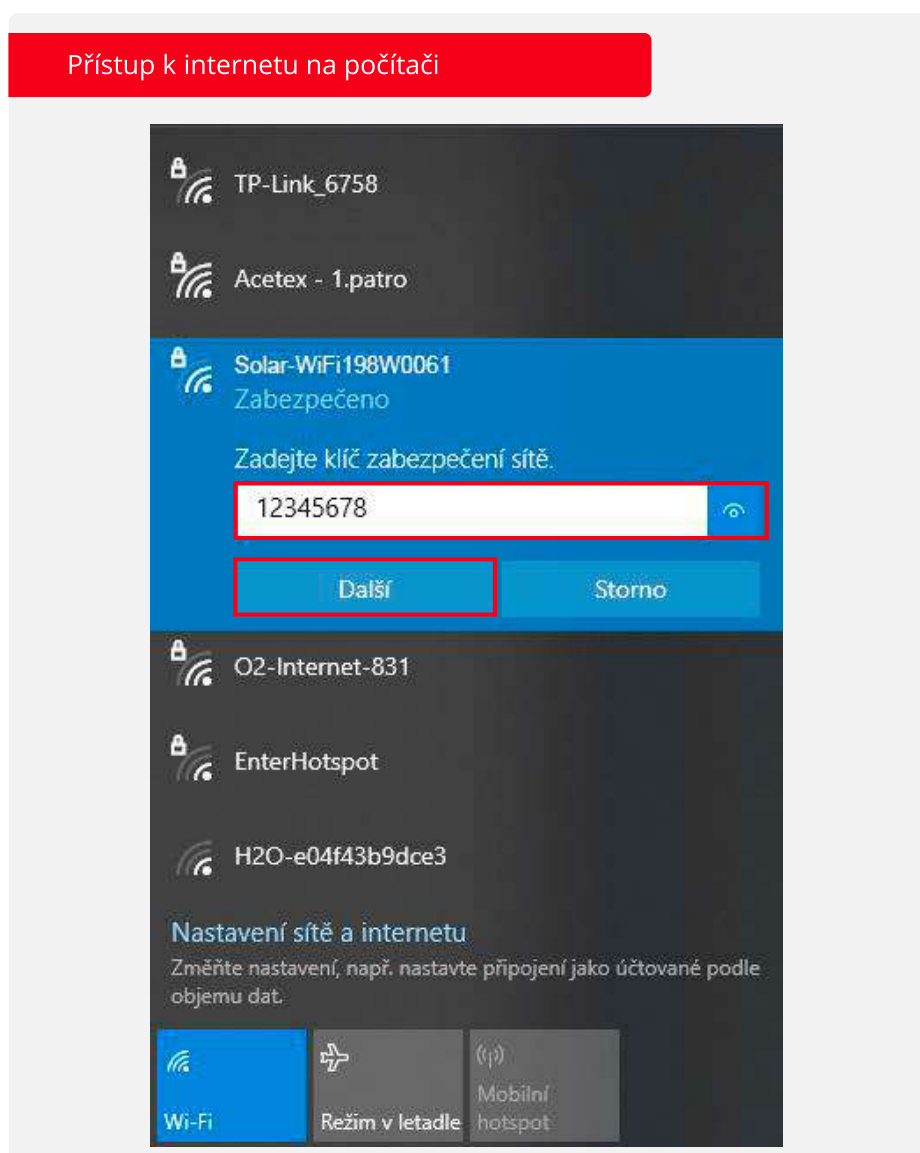 Přístup k internetu na počítači
TP-Link_6758
Acetex - 1.patro
Solar-WiFi198W0061
Zabezpečeno
Zadejte klíč zabezpečení sítě.
12345678
Další
Storno
O2-Internet-831
EnterHotspot
H2O-e04f43b9dce3
Nastavení sítě a internetu
Změňte nastavení, např. nastavte připojení jako účtované podle
objemu dat.
Wi-Fi
Režim v letadle
Mobilní
hotspot